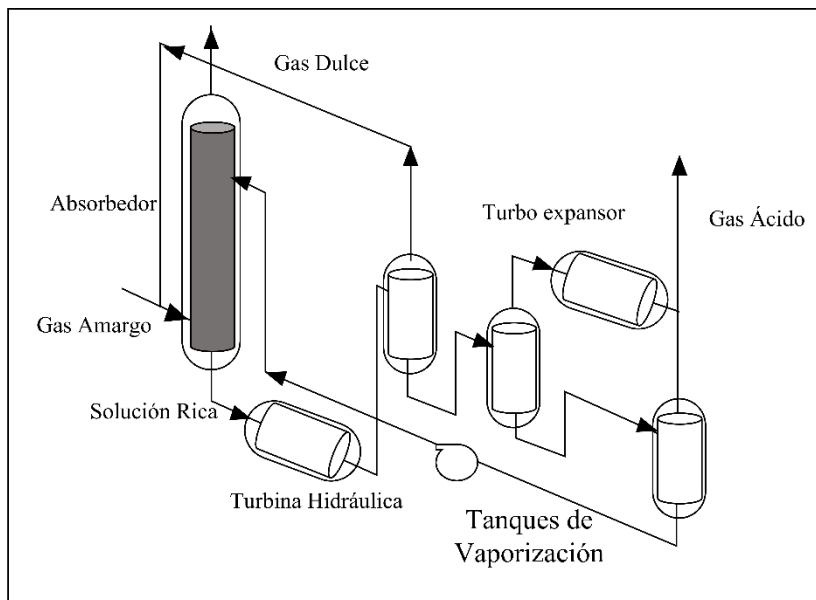 Gas Dulce
Absorbedor
Turbo expansor
Gas Ácido
Gas Amargo
Solución Rica
Turbina Hidráulica
Tanques de
Vaporización